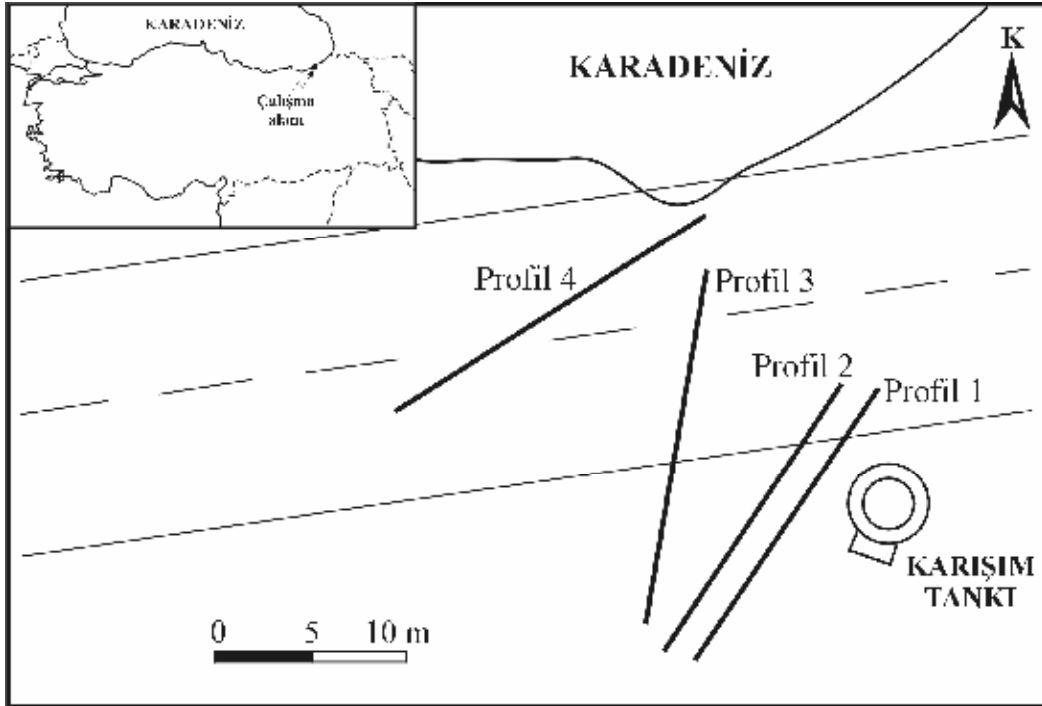 KARADENİZ
Çalışma
alanı
KARADENİZ
K
Profil 4
Profil 3
Profil 2
Profil 1
KARIŞIM
TANKI
0 5 10 m